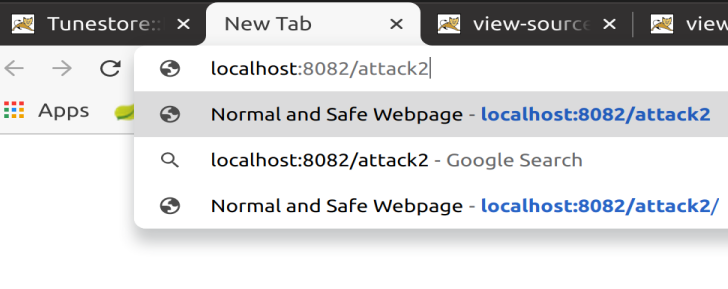 Tunestore:: New Tab view-source view
localhost:8082/attack2
Apps
Normal and Safe Webpage - localhost:8082/attack2
localhost:8082/attack2 - Google Search
Normal and Safe Webpage - localhost:8082/attack2/